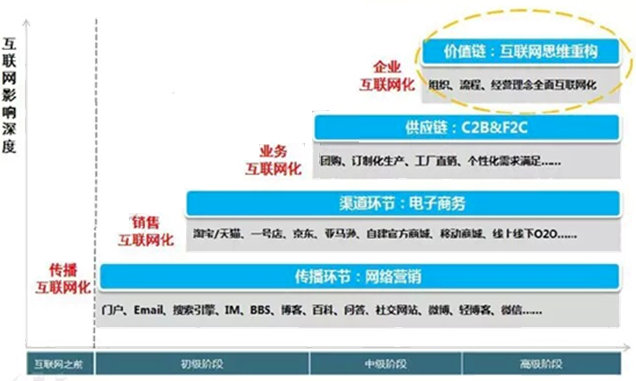 互联网影响深度
价值链：互联网思维重构
企业
互联网化
组织、流程、经营理念全面互联网化
供应链：C2B&F2C
业务
互联网化
团购、订制化生产、工厂直销、个性化需求满足......
渠道环节：电子商务
销售
互联网化
淘宝/天猫、一号店、京东、亚马逊、自建官方商城、移动商城、线上线下O2O......
传播环节：网络营销
传播
互联网化
门户、Email、搜索引擎、IM、BBS、博客、百科、问答、社交网站、微博、轻博客、微信......
互联网之前
初级阶段
中级阶段
高级阶段